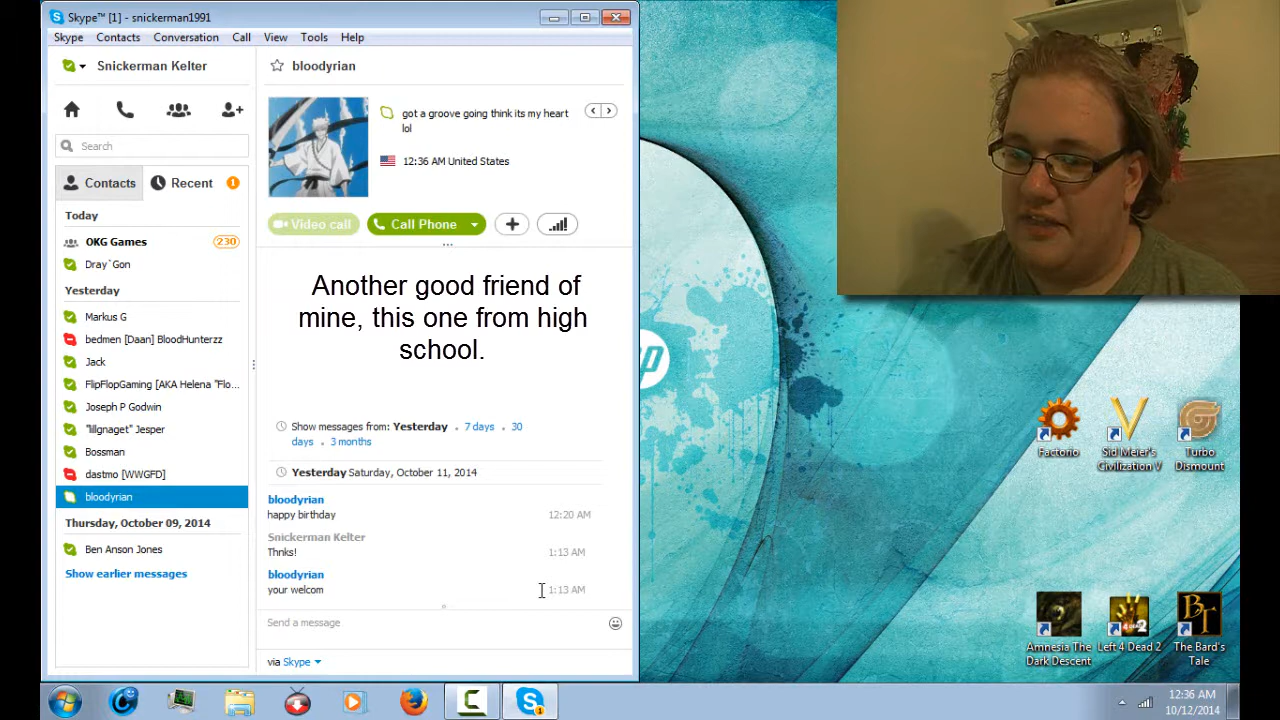 Skype™ [1] - snickerman1991
Skype Contacts Conversation Call View Tools Help
Snickerman Kelter
Search
Contacts Recent 1
Today
OKG Games 230
Dray`Gon
Yesterday
Markus G
bedmen [Daan] BloodHunterzz
Jack
FlipFlopGaming [AKA Helena "Flo...
Joseph P Godwin
"lillgnaget" Jesper
Bossman
dastmo [WWGFD]
bloodyrian
Thursday, October 09, 2014
Ben Anson Jones
Show earlier messages
bloodyrian
got a groove going think its my heart
lol
12:36 AM United States
Video call Call Phone
Another good friend of
mine, this one from high
school.
Show messages from: Yesterday . 7 days . 30
days . 3 months
Yesterday Saturday, October 11, 2014
bloodyrian
happy birthday 12:20 AM
Snickerman Kelter
Thnks! 1:13 AM
bloodyrian
your welcom 1:13 AM
Send a message
via Skype
hp
Factorio
Sid Meier's
Civilization V
Turbo
Dismount
Amnesia The
Dark Descent
Left 4 Dead 2
The Bard's
Tale
12:36 AM
10/12/2014